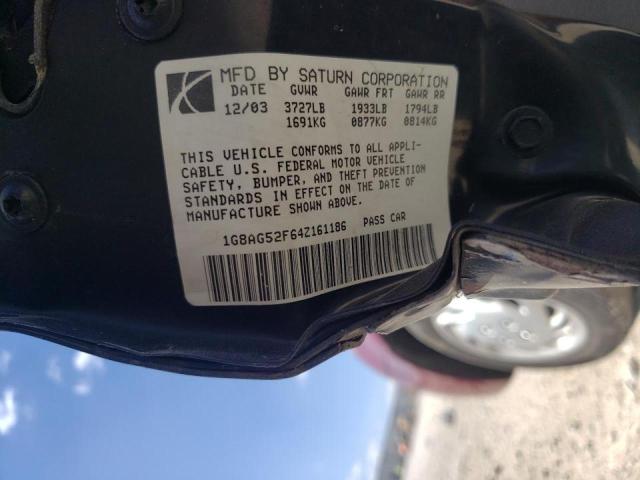 MFD BY SATURN CORPORATION
DATE GVWR GAWR FRT GAWR RR
12/03 3727LB 1933LB 1794LB
1691KG 0877KG 0814KG
THIS VEHICLE CONFORMS TO ALL APPLI-
CABLE U.S. FEDERAL MOTOR VEHICLE
SAFETY, BUMPER, AND THEFT PREVENTION
STANDARDS IN EFFECT ON THE DATE OF
MANUFACTURE SHOWN ABOVE.
1G8AG52F64Z161186 PASS CAR